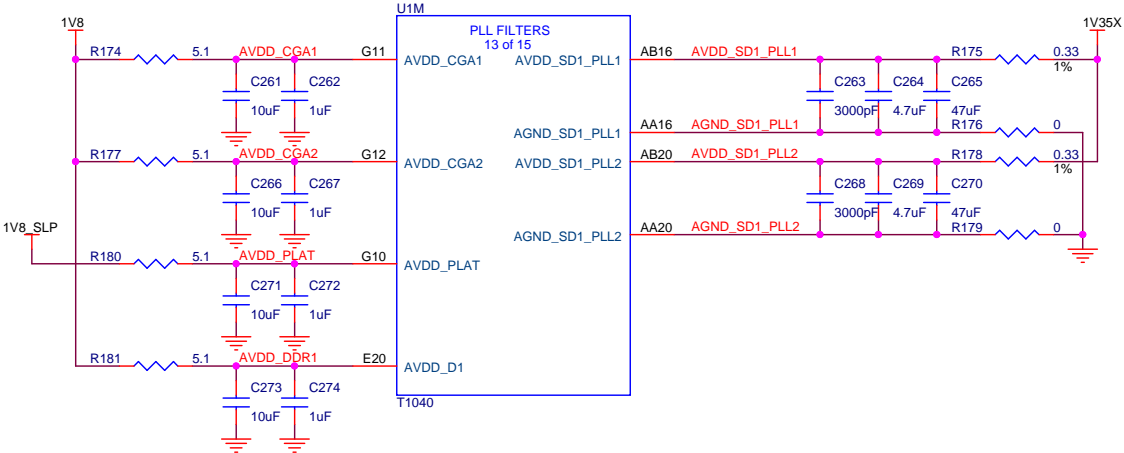 U1M
PLL FILTERS
13 of 15
1V8
1V35X
R174 5.1 AVDD_CGA1 G11 AVDD_CGA1
C261 10uF
C262 1uF
R177 5.1 AVDD_CGA2 G12 AVDD_CGA2
C266 10uF
C267 1uF
1V8_SLP
R180 5.1 AVDD_PLAT G10 AVDD_PLAT
C271 10uF
C272 1uF
R181 5.1 AVDD_DDR1 E20 AVDD_D1
C273 10uF
C274 1uF
AVDD_SD1_PLL1 AB16 AVDD_SD1_PLL1 R175 0.33
1%
C263 3000pF
C264 4.7uF
C265 47uF
AGND_SD1_PLL1 AA16 AGND_SD1_PLL1 R176 0
AVDD_SD1_PLL2 AB20 AVDD_SD1_PLL2 R178 0.33
1%
C268 3000pF
C269 4.7uF
C270 47uF
AGND_SD1_PLL2 AA20 AGND_SD1_PLL2 R179 0
T1040